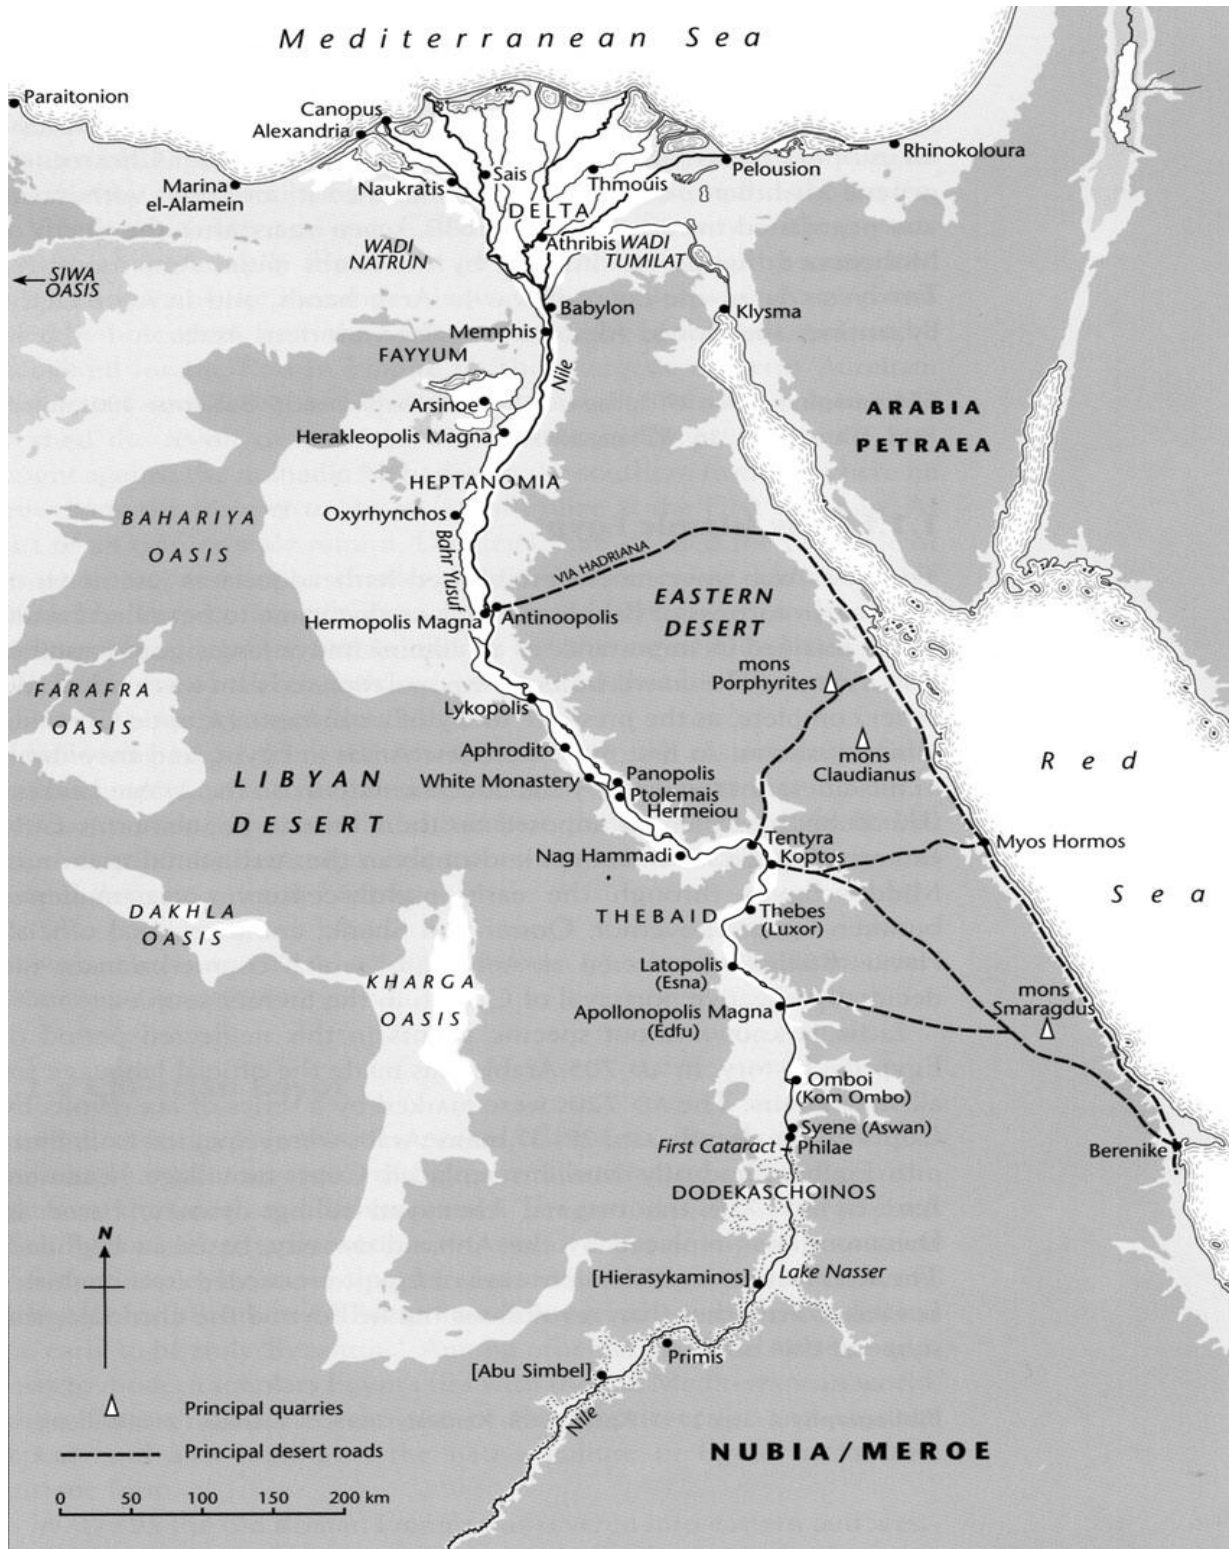 Mediterranean Sea
Paraitonion
Canopus
Alexandria
Rhinokoloura
Pelousion
Sais
Thmouis
Marina
el-Alamein
Naukratis
DELTA
WADI
NATRUN
Athribis
WADI
TUMILAT
SIWA
OASIS
Babylon
Klysma
Memphis
FAYYUM
Nile
Arsinoe
ARABIA
PETRAEA
Herakleopolis Magna
HEPTANOMIA
BAHARIYA
OASIS
Oxyrhynchos
Bahr Yusuf
VIA HADRIANA
EASTERN
DESERT
Hermopolis Magna
Antinoopolis
mons
Porphyrites
FARAFRA
OASIS
Lykopolis
Aphrodito
mons
Claudianus
Red
Sea
LIBYAN
DESERT
White Monastery
Panopolis
Ptolemais
Hermeiou
Nag Hammadi
Tentyra
Koptos
Myos Hormos
DAKHLA
OASIS
THEBAID
Thebes
(Luxor)
KHARGA
OASIS
Latopolis
(Esna)
mons
Smaragdus
Apollonopolis Magna
(Edfu)
Omboi
(Kom Ombo)
Syene (Aswan)
First Cataract
Philae
Berenike
DODEKASCHOINOS
N
[Hierasykaminos]
Lake Nasser
Primis
[Abu Simbel]
Nile
Principal quarries
Principal desert roads
NUBIA/MEROE
0 50 100 150 200 km